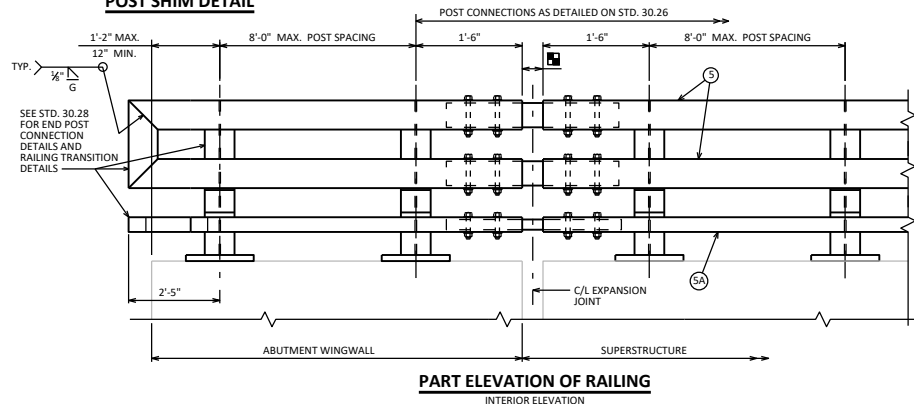 POST SHIM DETAIL
POST CONNECTIONS AS DETAILED ON STD. 30.26
1'-2" MAX.
12" MIN.
8'-0" MAX. POST SPACING
1'-6"
1'-6"
8'-0" MAX. POST SPACING
TYP.
⅛"
G
SEE STD. 30.28
FOR END POST
CONNECTION
DETAILS AND
RAILING TRANSITION
DETAILS
5
5A
2'-5"
C/L EXPANSION
JOINT
ABUTMENT WINGWALL
SUPERSTRUCTURE
PART ELEVATION OF RAILING
INTERIOR ELEVATION